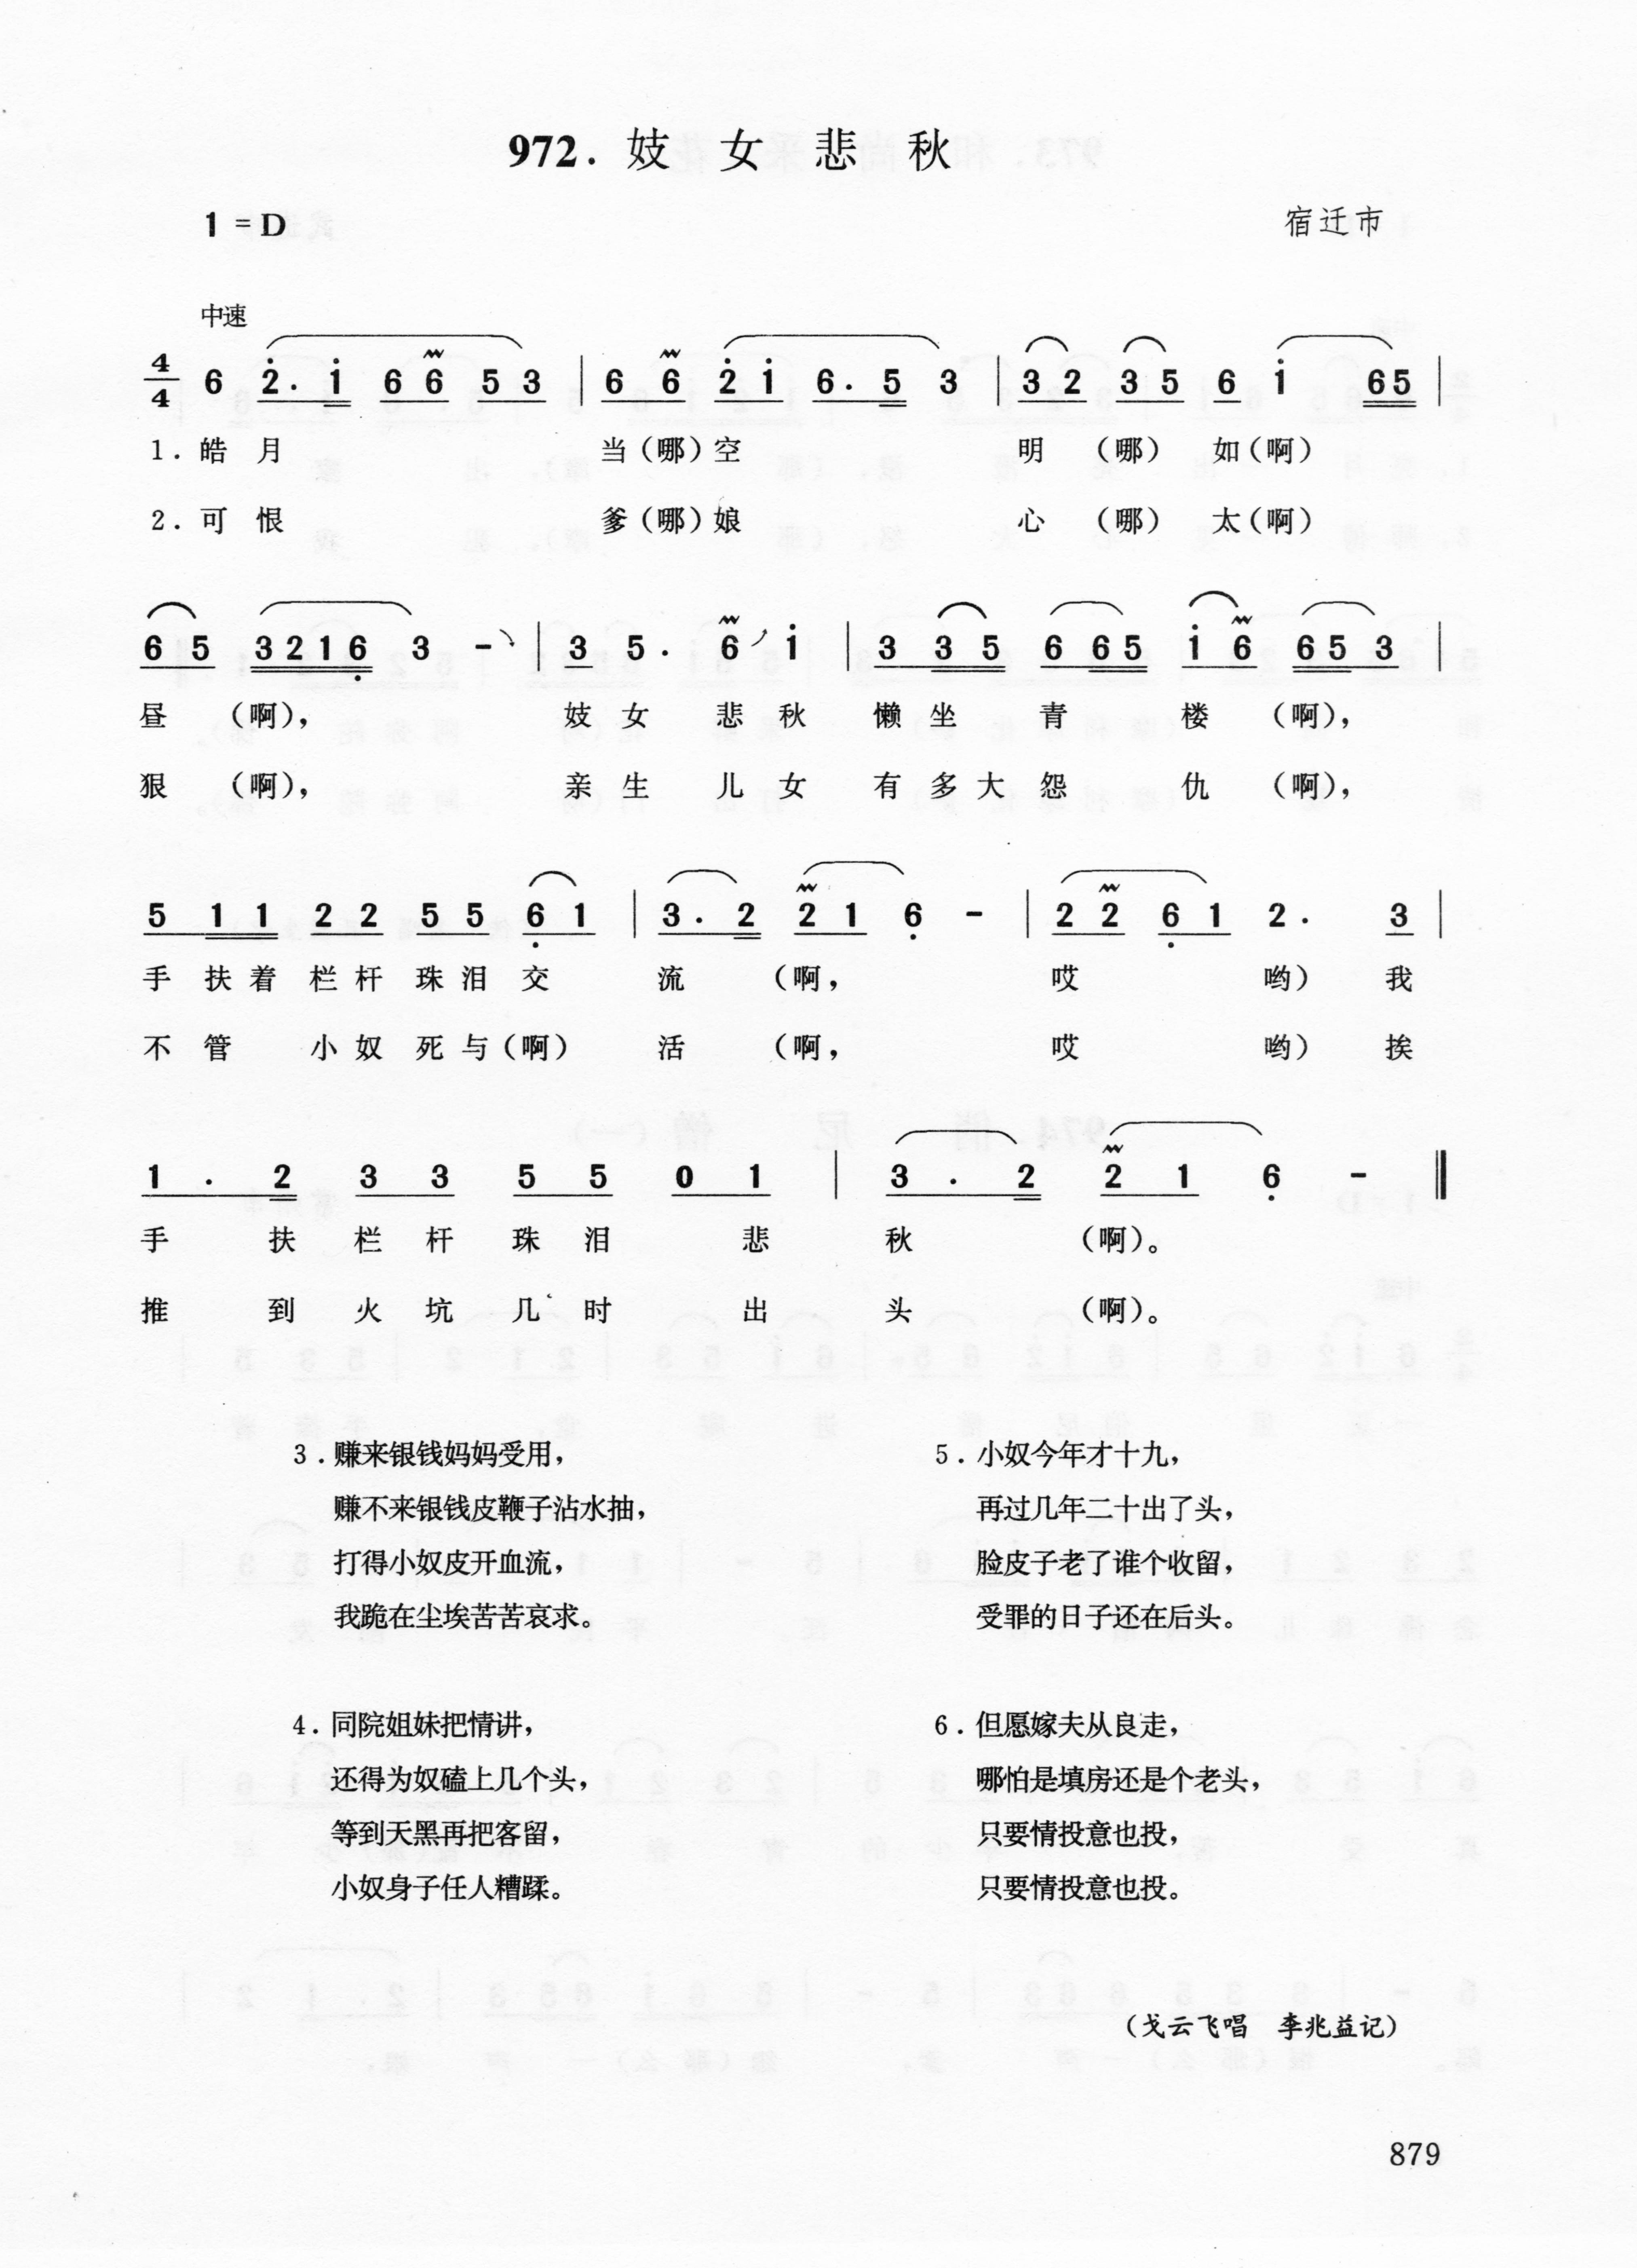 972. 妓女悲秋
1 = D
宿迁市
中速
4/4 6 2̇. 1̇ 6 6 5 3 | 6 6 2̇ 1̇ 6. 5 3 | 3 2 3 5 6 1̇ 65 |
1. 皓月 当(哪)空 明 (哪) 如(啊)
2. 可恨 爹(哪)娘 心 (哪) 太(啊)
6 5 3216̣ 3 - | 3 5. 6 1̇ | 3 3 5 6 65 1̇ 6 65 3 |
昼 (啊), 妓女 悲秋 懒坐 青 楼 (啊),
狠 (啊), 亲生 儿女 有多大怨 仇 (啊),
5 1 1 2 2 5 5 6̣ 1 | 3. 2 2 1 6̣ - | 2 2 6̣ 1 2. 3 |
手扶着栏杆珠泪交 流 (啊, 哎 哟) 我
不管 小奴死与(啊) 活 (啊, 哎 哟) 挨
1. 2 3 3 5 5 0 1 | 3. 2 2 1 6̣ - ‖
手扶栏杆珠泪 悲 秋 (啊)。
推到火坑几时 出 头 (啊)。
3. 赚来银钱妈妈受用,
赚不来银钱皮鞭子沾水抽,
打得小奴皮开血流,
我跪在尘埃苦苦哀求。
4. 同院姐妹把情讲,
还得为奴磕上几个头,
等到天黑再把客留,
小奴身子任人糟蹂。
5. 小奴今年才十九,
再过几年二十出了头,
脸皮子老了谁个收留,
受罪的日子还在后头。
6. 但愿嫁夫从良走,
哪怕是填房还是个老头,
只要情投意也投,
只要情投意也投。
(戈云飞唱 李兆益记)
879